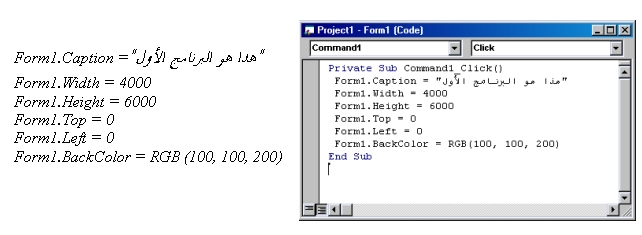 Form1.Caption = "هذا هو البرنامج الأول"
Form1.Width = 4000
Form1.Height = 6000
Form1.Top = 0
Form1.Left = 0
Form1.BackColor = RGB (100, 100, 200)
Project1 - Form1 (Code)
Command1 Click
Private Sub Command1_Click()
Form1.Caption = "هذا هو البرنامج الأول"
Form1.Width = 4000
Form1.Height = 6000
Form1.Top = 0
Form1.Left = 0
Form1.BackColor = RGB(100, 100, 200)
End Sub